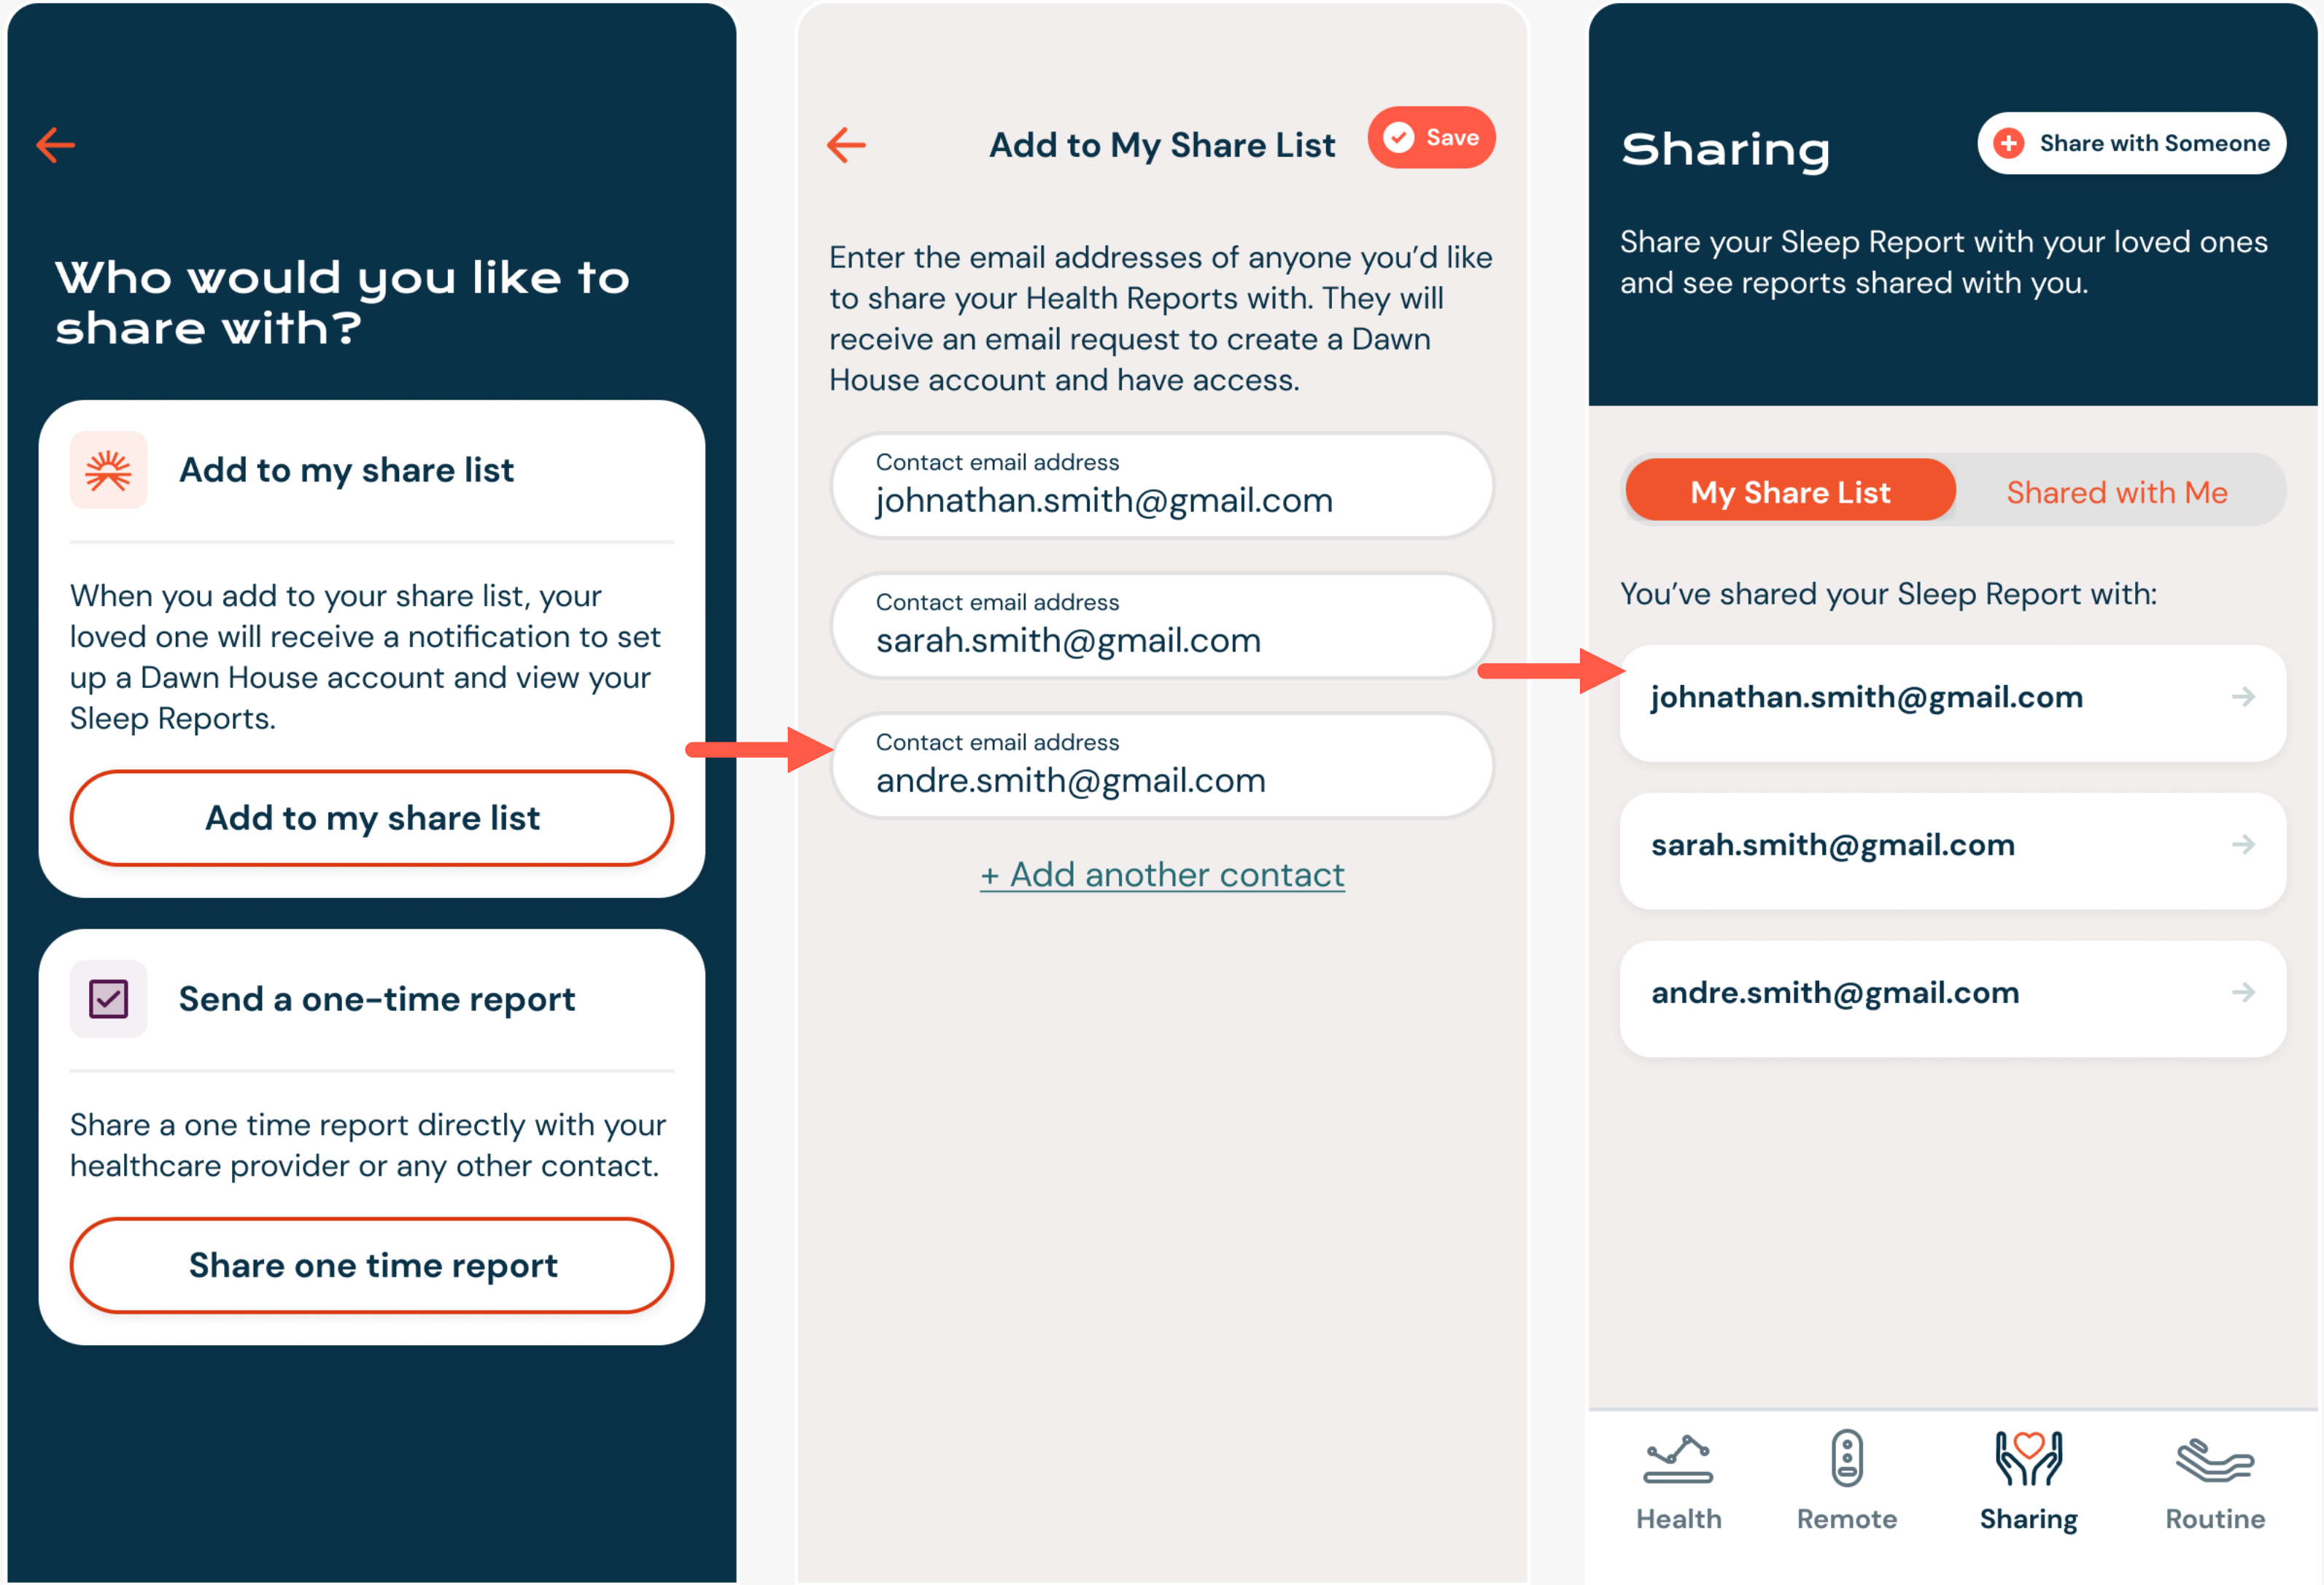 Who would you like to
share with?
Add to my share list
When you add to your share list, your
loved one will receive a notification to set
up a Dawn House account and view your
Sleep Reports.
Add to my share list
Send a one-time report
Share a one time report directly with your
healthcare provider or any other contact.
Share one time report
Add to My Share List
Save
Enter the email addresses of anyone you’d like
to share your Health Reports with. They will
receive an email request to create a Dawn
House account and have access.
Contact email address
johnathan.smith@gmail.com
Contact email address
sarah.smith@gmail.com
Contact email address
andre.smith@gmail.com
+ Add another contact
Sharing
Share with Someone
Share your Sleep Report with your loved ones
and see reports shared with you.
My Share List
Shared with Me
You’ve shared your Sleep Report with:
johnathan.smith@gmail.com
sarah.smith@gmail.com
andre.smith@gmail.com
Health
Remote
Sharing
Routine